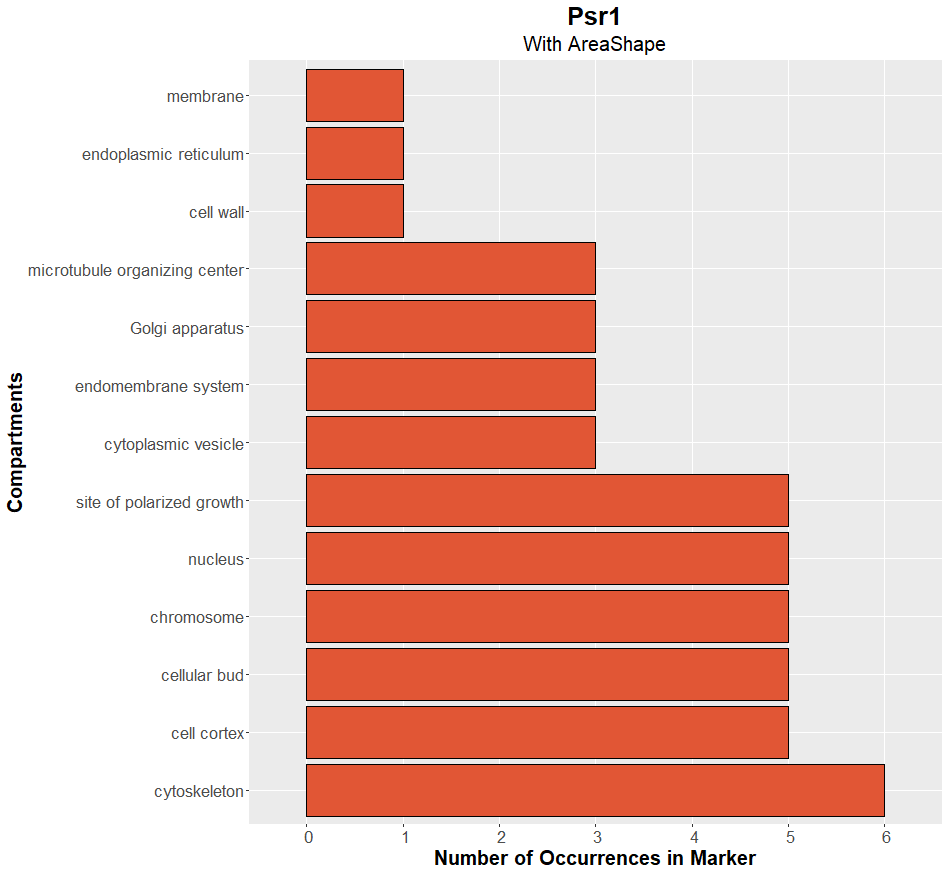 Psr1
With AreaShape
Compartments
membrane
endoplasmic reticulum
cell wall
microtubule organizing center
Golgi apparatus
endomembrane system
cytoplasmic vesicle
site of polarized growth
nucleus
chromosome
cellular bud
cell cortex
cytoskeleton
0 1 2 3 4 5 6
Number of Occurrences in Marker